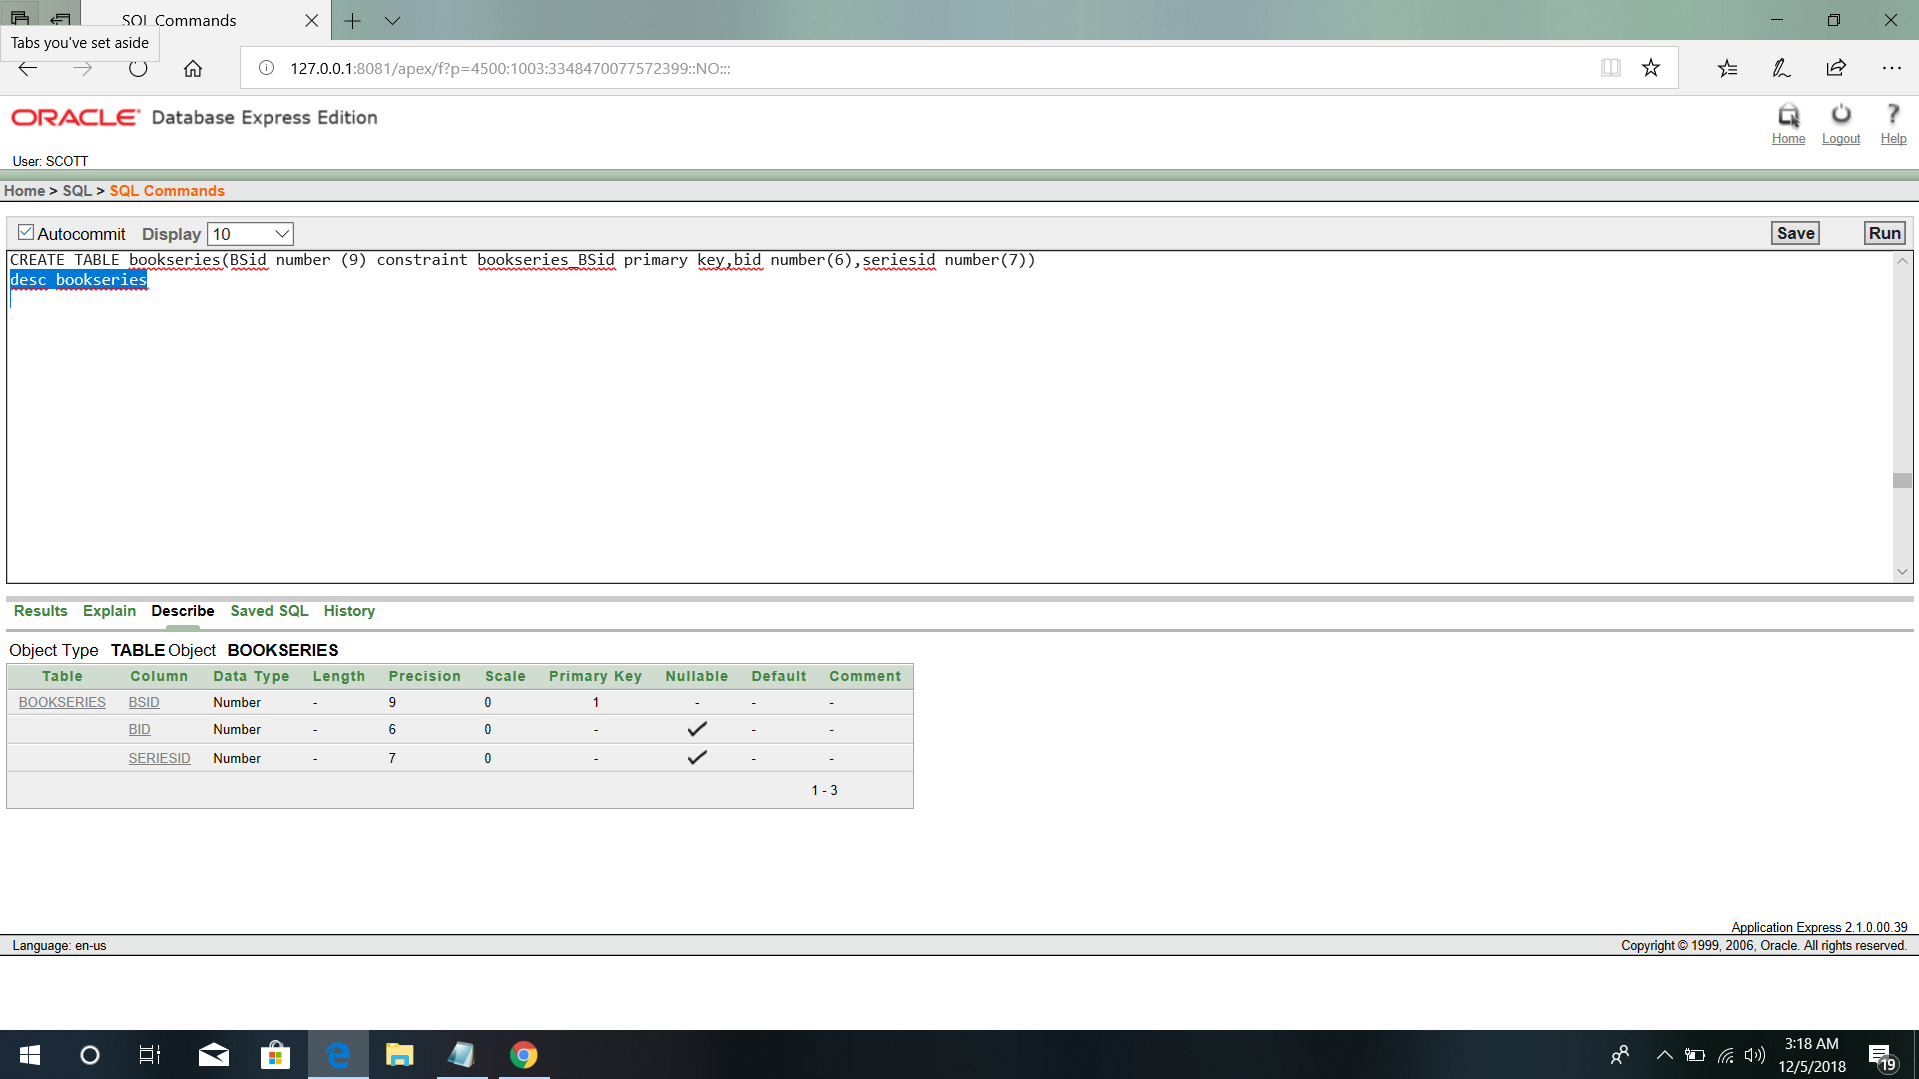 SQL Commands
Tabs you've set aside
127.0.0.1:8081/apex/f?p=4500:1003:3348470077572399::NO:::
ORACLE Database Express Edition
Home Logout Help
User: SCOTT
Home > SQL > SQL Commands
Autocommit Display 10 Save Run
CREATE TABLE bookseries(BSid number (9) constraint bookseries_BSid primary key,bid number(6),seriesid number(7))
desc bookseries
Results Explain Describe Saved SQL History
Object Type TABLE Object BOOKSERIES
Table Column Data Type Length Precision Scale Primary Key Nullable Default Comment
BOOKSERIES BSID Number - 9 0 1 - - -
BID Number - 6 0 - - -
SERIESID Number - 7 0 - - -
1 - 3
Application Express 2.1.0.00.39
Language: en-us Copyright © 1999, 2006, Oracle. All rights reserved.
3:18 AM
12/5/2018
19